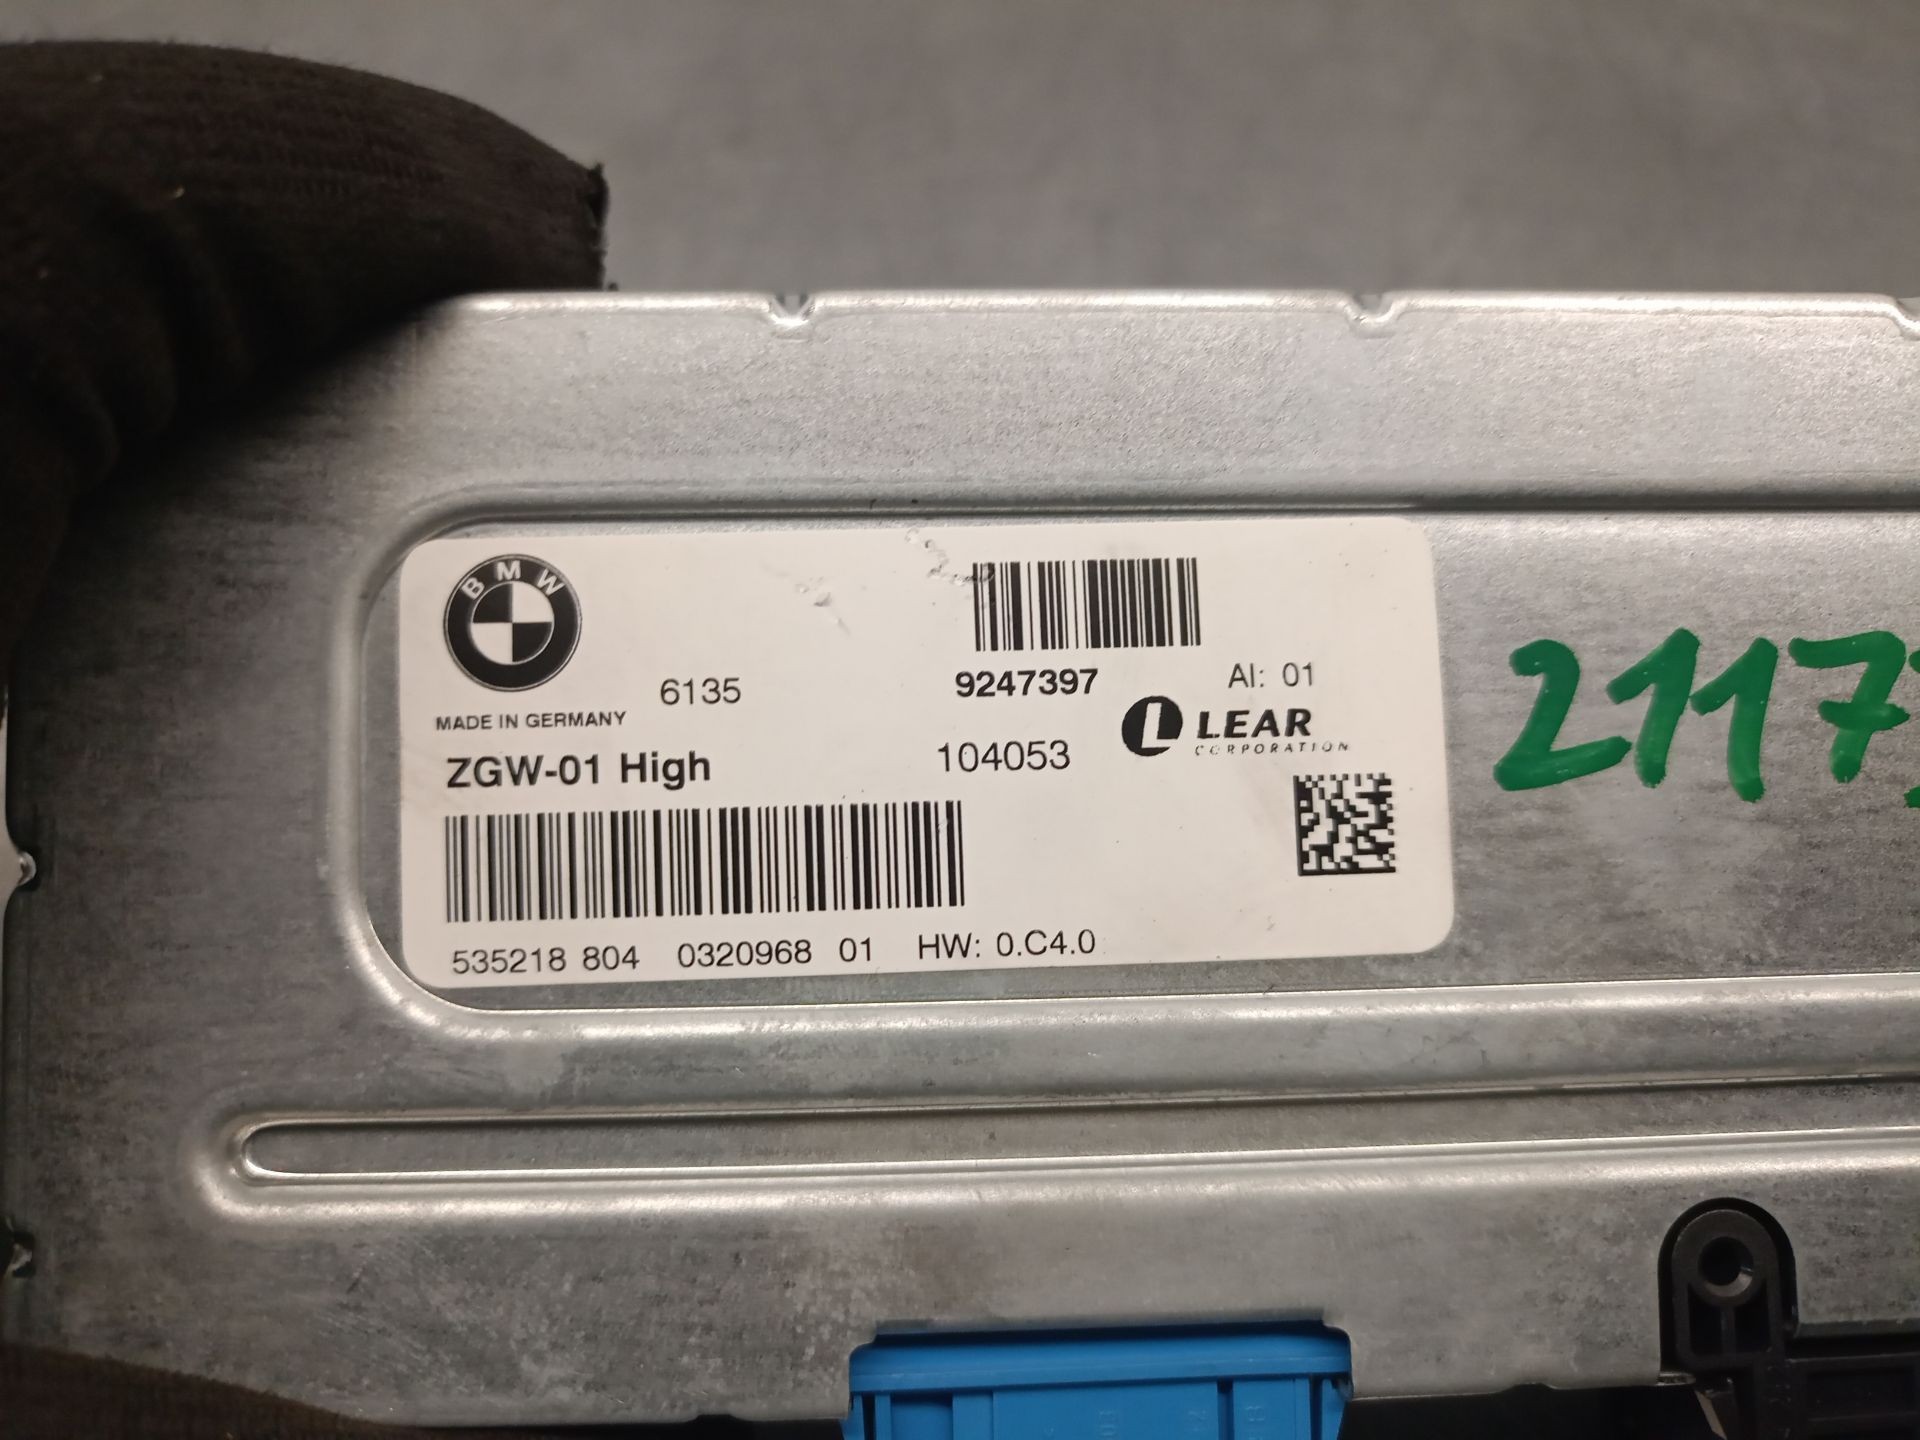 BMW
6135
9247397
AI: 01
MADE IN GERMANY
LEAR
CORPORATION
ZGW-01 High
104053
535218 804 0320968 01 HW: 0.C4.0
2117